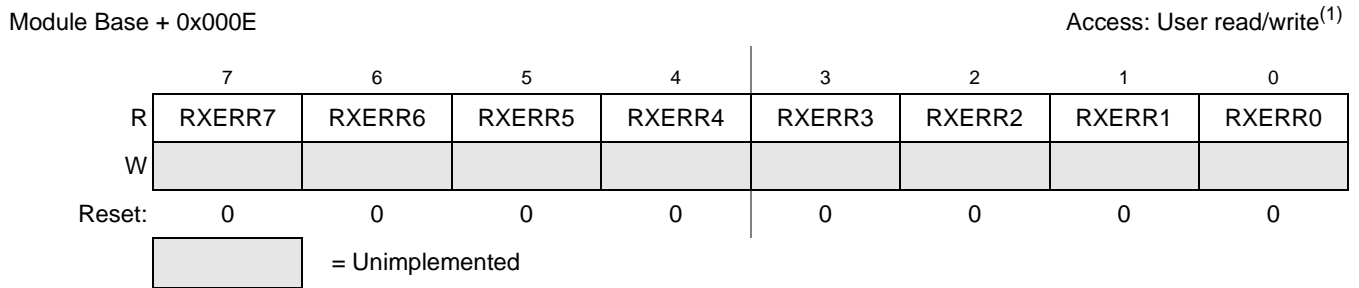 Module Base + 0x000E Access: User read/write(1)
7 6 5 4 3 2 1 0
R RXERR7 RXERR6 RXERR5 RXERR4 RXERR3 RXERR2 RXERR1 RXERR0
W
Reset: 0 0 0 0 0 0 0 0
= Unimplemented